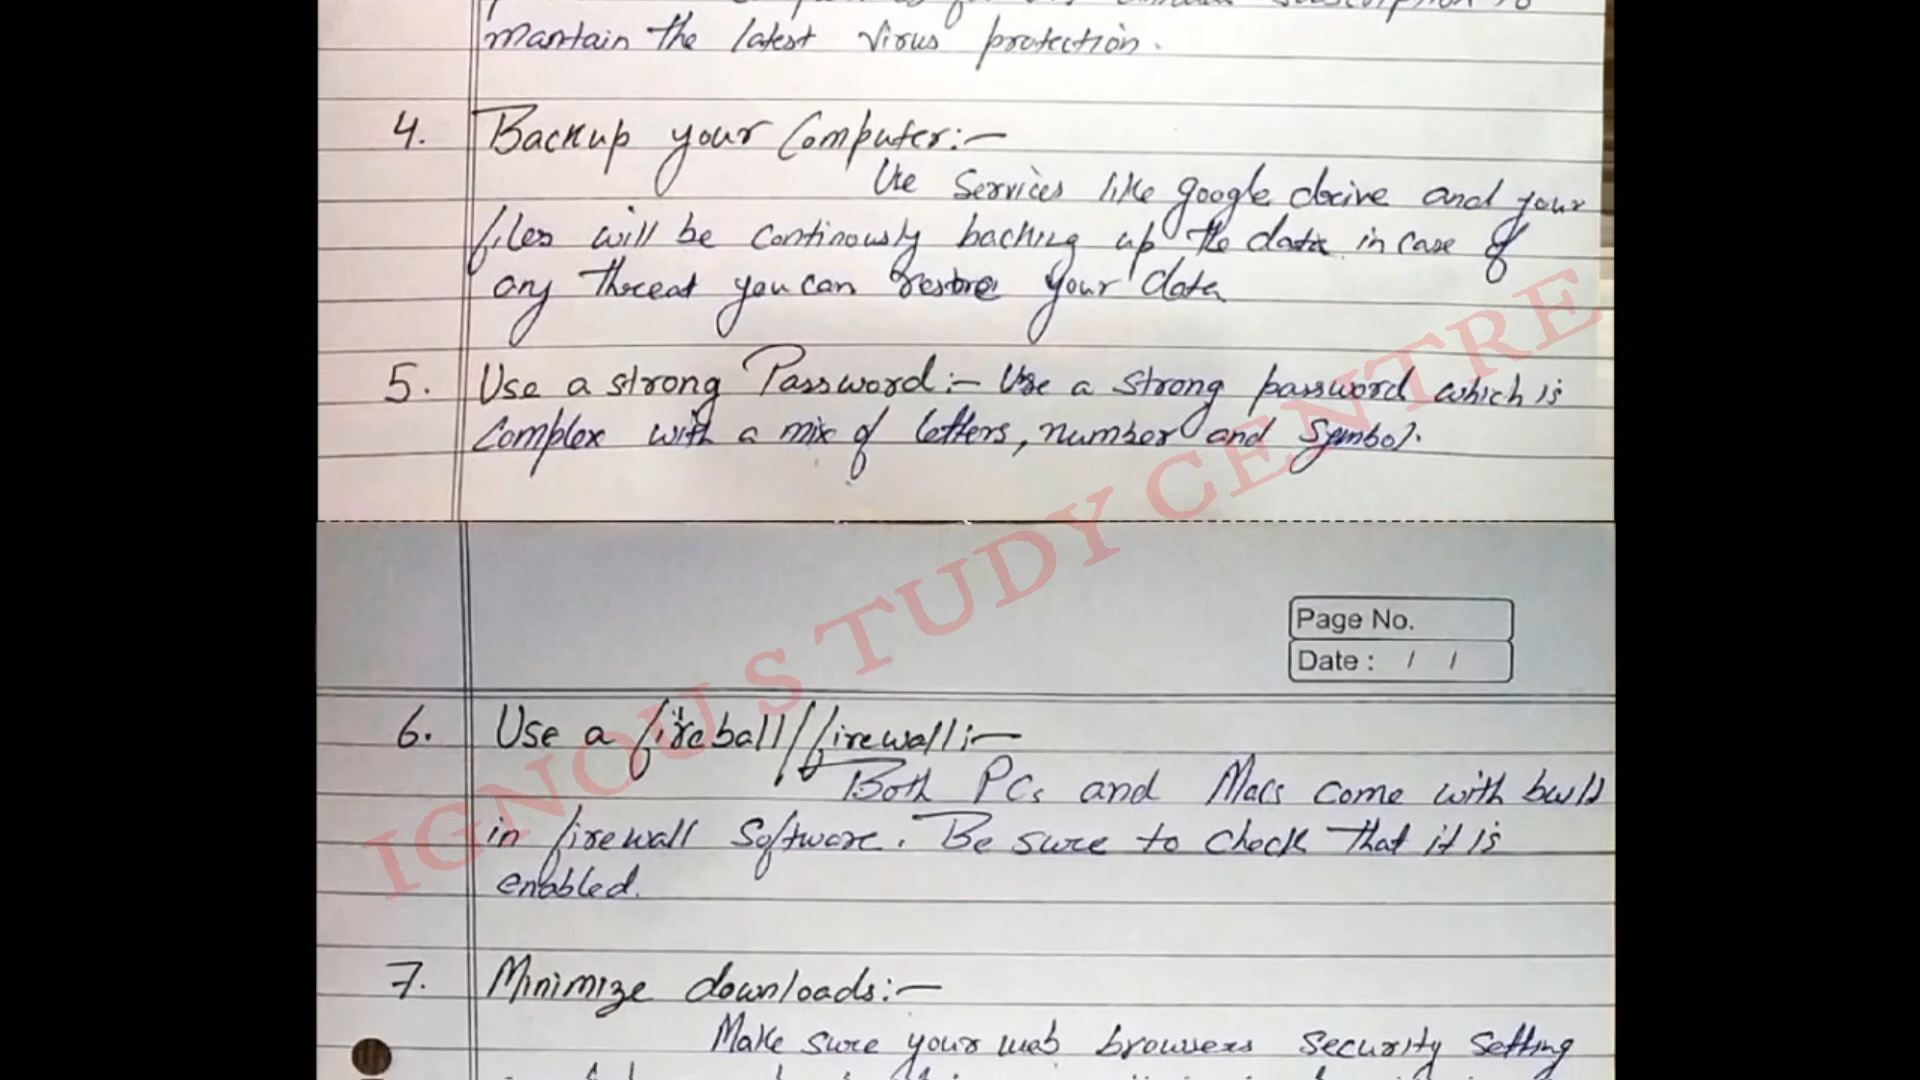 mantain the latest virus protection.
4. Backup your Computer:-
Use Services like google drive and your
files will be continously backing up the data in case of
any threat you can restore your data
5. Use a strong Password:- Use a strong password which is
Complex with a mix of letters, number and Symbol.
IGNOU STUDY CENTRE
Page No.
Date : / /
6. Use a fireball/firewall:-
Both PCs and Macs come with build
in firewall Software. Be sure to check that it is
enabled.
7. Minimize downloads:-
Make sure your web browsers security setting